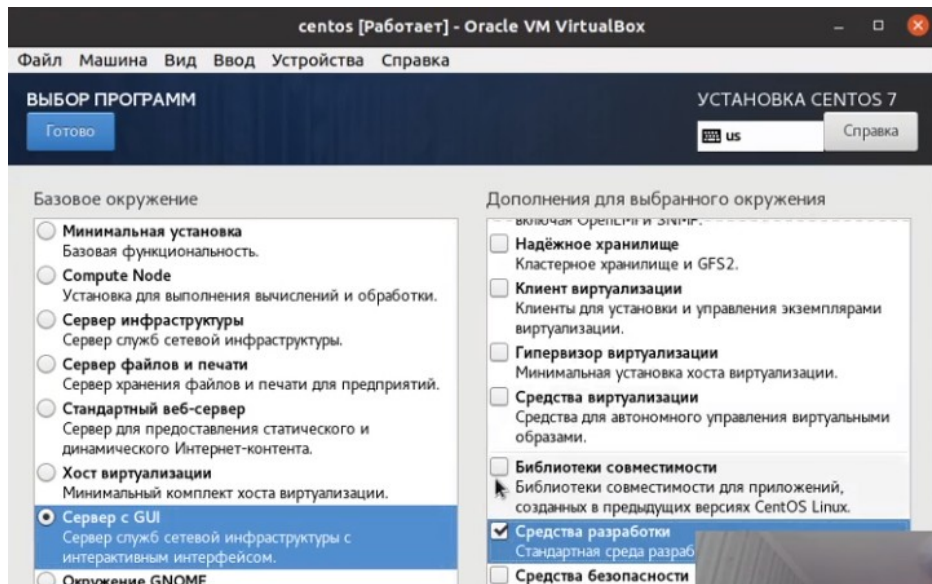 centos [Работает] - Oracle VM VirtualBox
Файл Машина Вид Ввод Устройства Справка
ВЫБОР ПРОГРАММ
УСТАНОВКА CENTOS 7
Готово
us
Справка
Базовое окружение
Минимальная установка
Базовая функциональность.
Compute Node
Установка для выполнения вычислений и обработки.
Сервер инфраструктуры
Сервер служб сетевой инфраструктуры.
Сервер файлов и печати
Сервер хранения файлов и печати для предприятий.
Стандартный веб-сервер
Сервер для предоставления статического и
динамического Интернет-контента.
Хост виртуализации
Минимальный комплект хоста виртуализации.
Сервер с GUI
Сервер служб сетевой инфраструктуры с
интерактивным интерфейсом.
Окружение GNOME
Дополнения для выбранного окружения
включая OpenLMI и SNMP.
Надёжное хранилище
Кластерное хранилище и GFS2.
Клиент виртуализации
Клиенты для установки и управления экземплярами
виртуализации.
Гипервизор виртуализации
Минимальная установка хоста виртуализации.
Средства виртуализации
Средства для автономного управления виртуальными
образами.
Библиотеки совместимости
Библиотеки совместимости для приложений,
созданных в предыдущих версиях CentOS Linux.
Средства разработки
Стандартная среда разраб
Средства безопасности